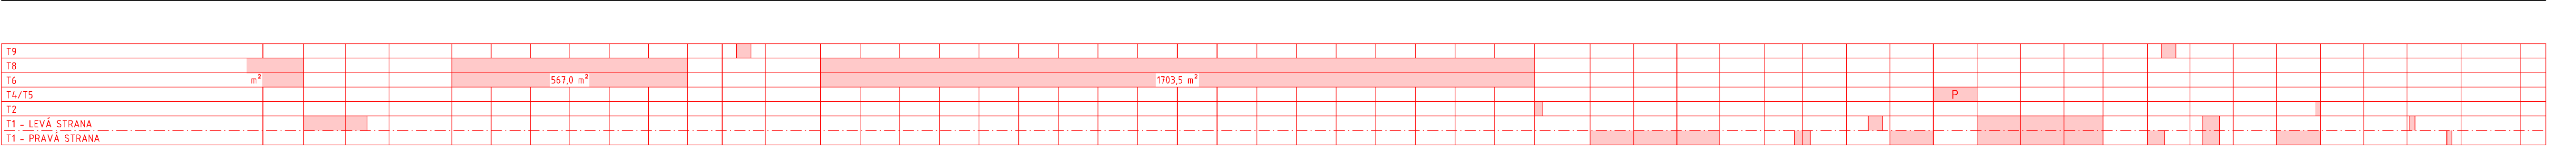 T9
T8
T6 m² 567,0 m² 1703,5 m²
T4/T5 P
T2
T1 - LEVÁ STRANA
T1 - PRAVÁ STRANA